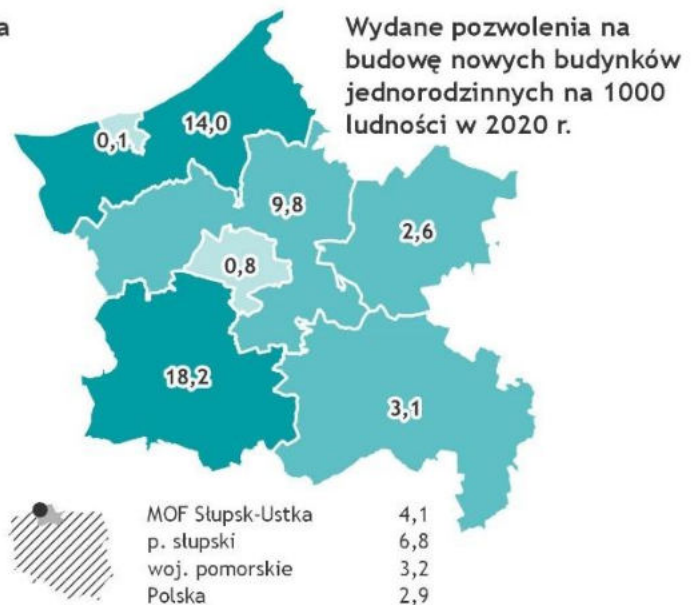 a
Wydane pozwolenia na
budowę nowych budynków
jednorodzinnych na 1000
ludności w 2020 r.
0,1
14,0
9,8
2,6
0,8
18,2
3,1
MOF Słupsk-Ustka 4,1
p. słupski 6,8
woj. pomorskie 3,2
Polska 2,9